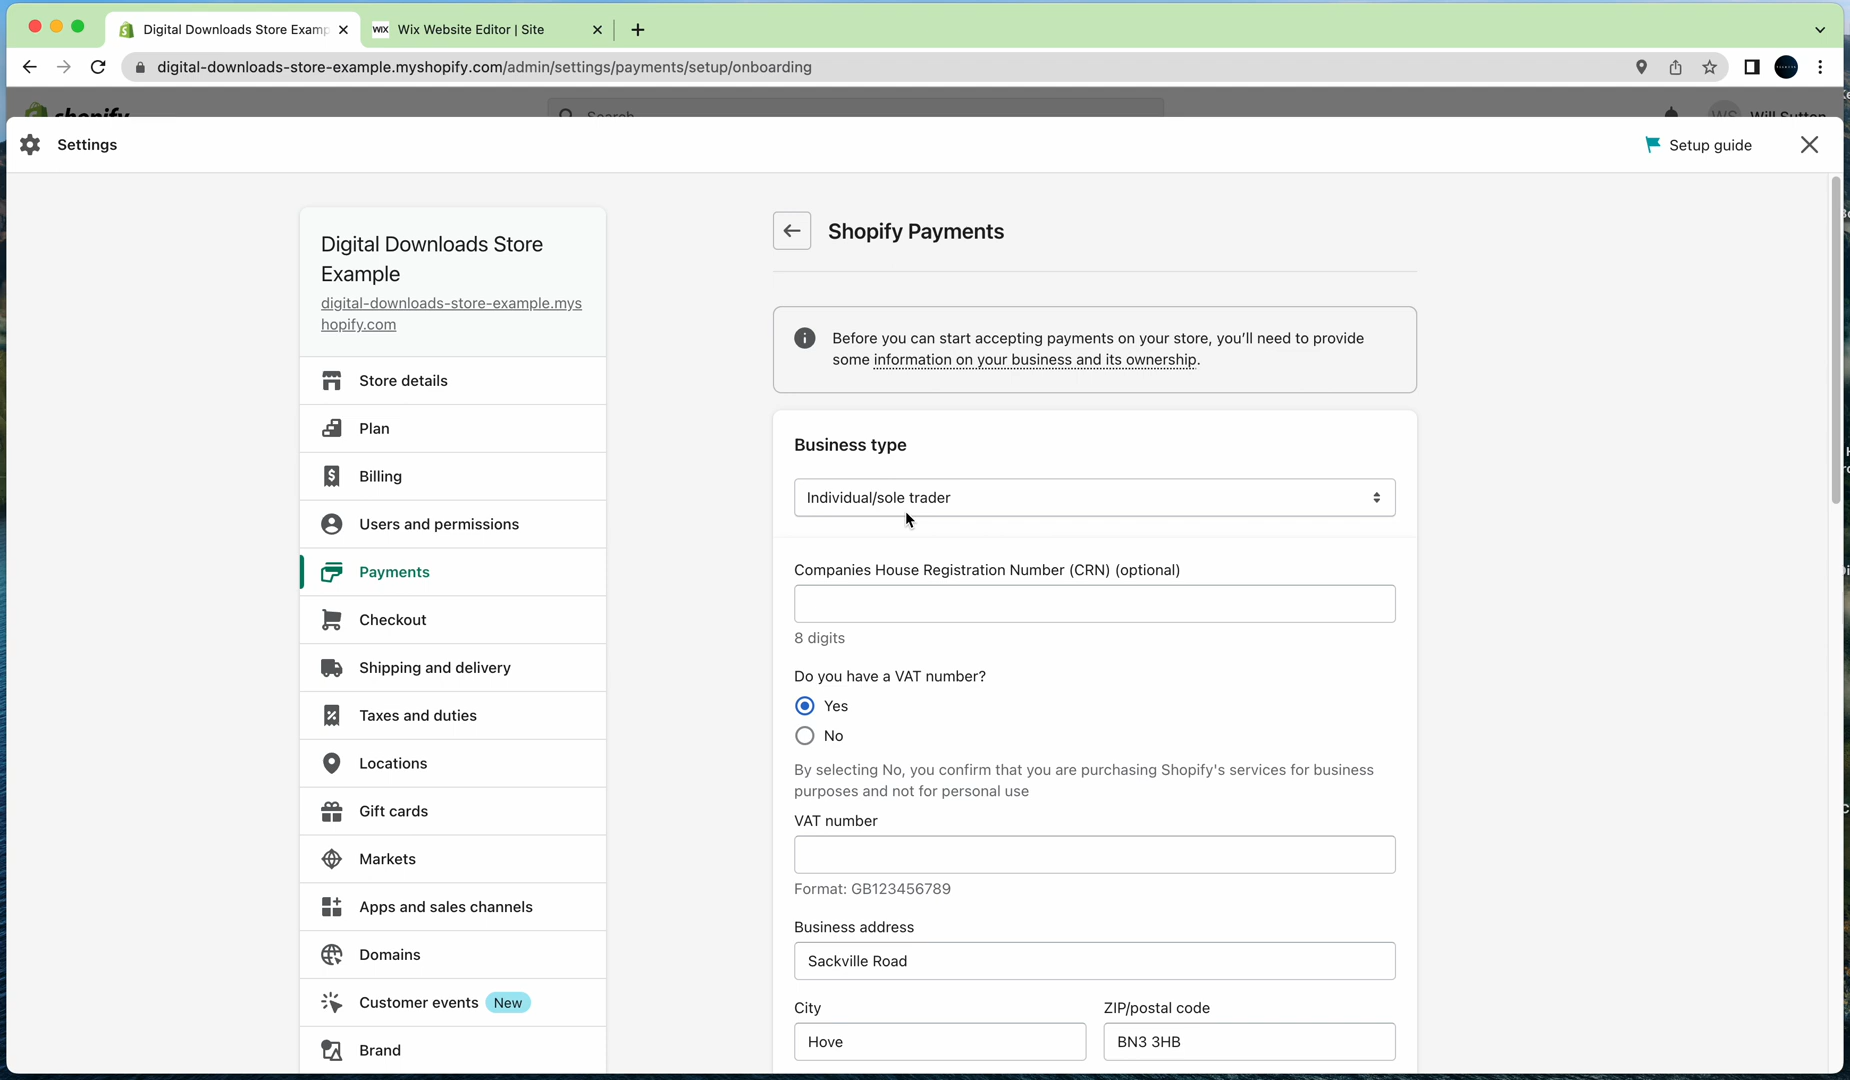 Digital Downloads Store Examp
WIX Wix Website Editor | Site
digital-downloads-store-example.myshopify.com/admin/settings/payments/setup/onboarding
shopify Search WS Will Sutton
Settings
Setup guide
Digital Downloads Store
Example
digital-downloads-store-example.mys
hopify.com
Store details
Plan
Billing
Users and permissions
Payments
Checkout
Shipping and delivery
Taxes and duties
Locations
Gift cards
Markets
Apps and sales channels
Domains
Customer events New
Brand
Shopify Payments
Before you can start accepting payments on your store, you'll need to provide
some information on your business and its ownership.
Business type
Individual/sole trader
Companies House Registration Number (CRN) (optional)
8 digits
Do you have a VAT number?
Yes
No
By selecting No, you confirm that you are purchasing Shopify's services for business
purposes and not for personal use
VAT number
Format: GB123456789
Business address
Sackville Road
City ZIP/postal code
Hove BN3 3HB